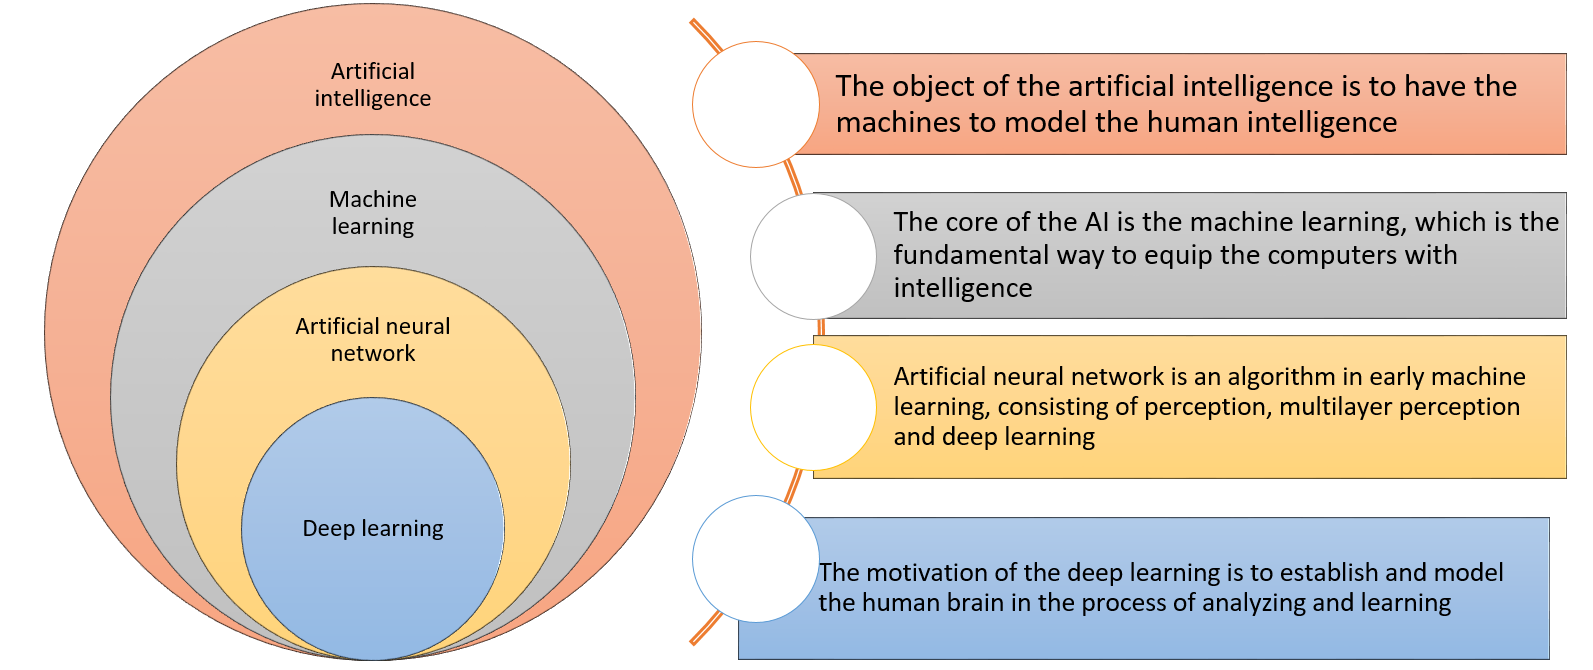 Artificial
intelligence
Machine
learning
Artificial neural
network
Deep learning
The object of the artificial intelligence is to have the
machines to model the human intelligence
The core of the AI is the machine learning, which is the
fundamental way to equip the computers with
intelligence
Artificial neural network is an algorithm in early machine
learning, consisting of perception, multilayer perception
and deep learning
The motivation of the deep learning is to establish and model
the human brain in the process of analyzing and learning